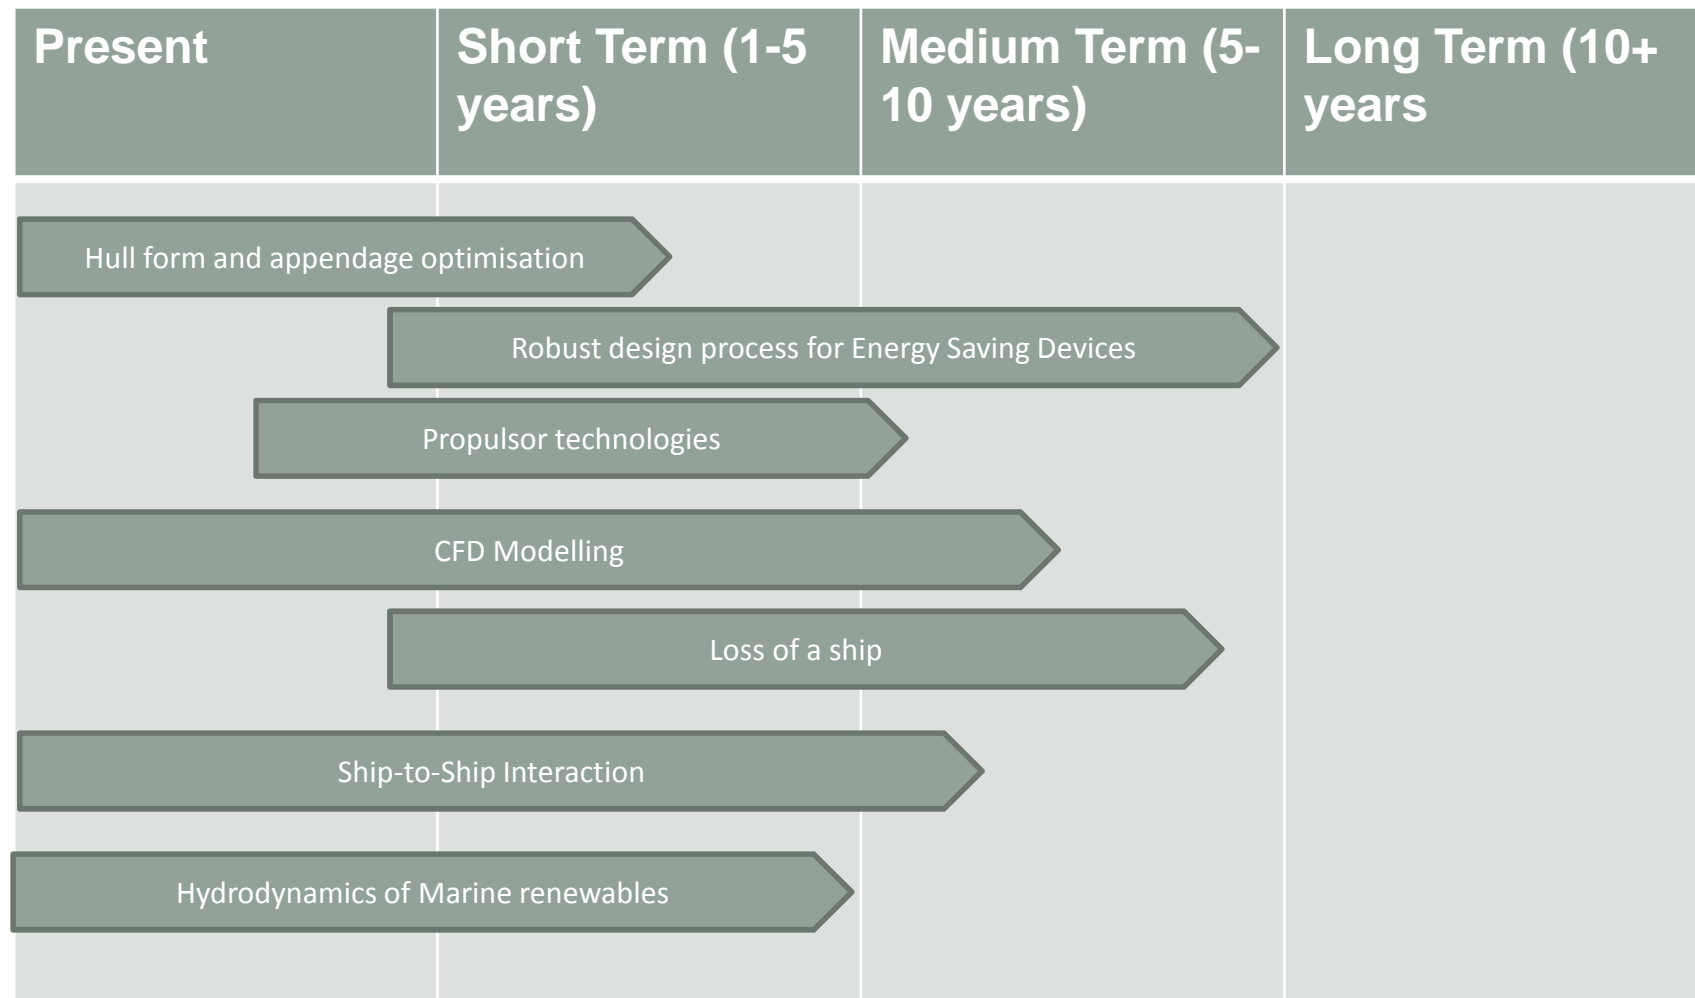 Present
Short Term (1-5
years)
Medium Term (5-
10 years)
Long Term (10+
years
Hull form and appendage optimisation
Robust design process for Energy Saving Devices
Propulsor technologies
CFD Modelling
Loss of a ship
Ship-to-Ship Interaction
Hydrodynamics of Marine renewables